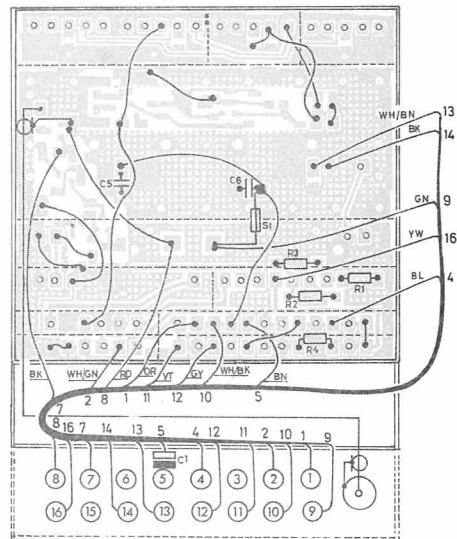 WH/BN 13
BK 14
C5
C6
S1
GN 9
YW 16
R3
R1
R2
BL 4
R4
BK WH/GN RD OR VT GY WH/BK BN
2 8 1 11 12 10 5
7
8 16 7 14 13 5 4 12 11 2 10 1 9
C1
8 7 6 5 4 3 2 1
16 15 14 13 12 11 10 9